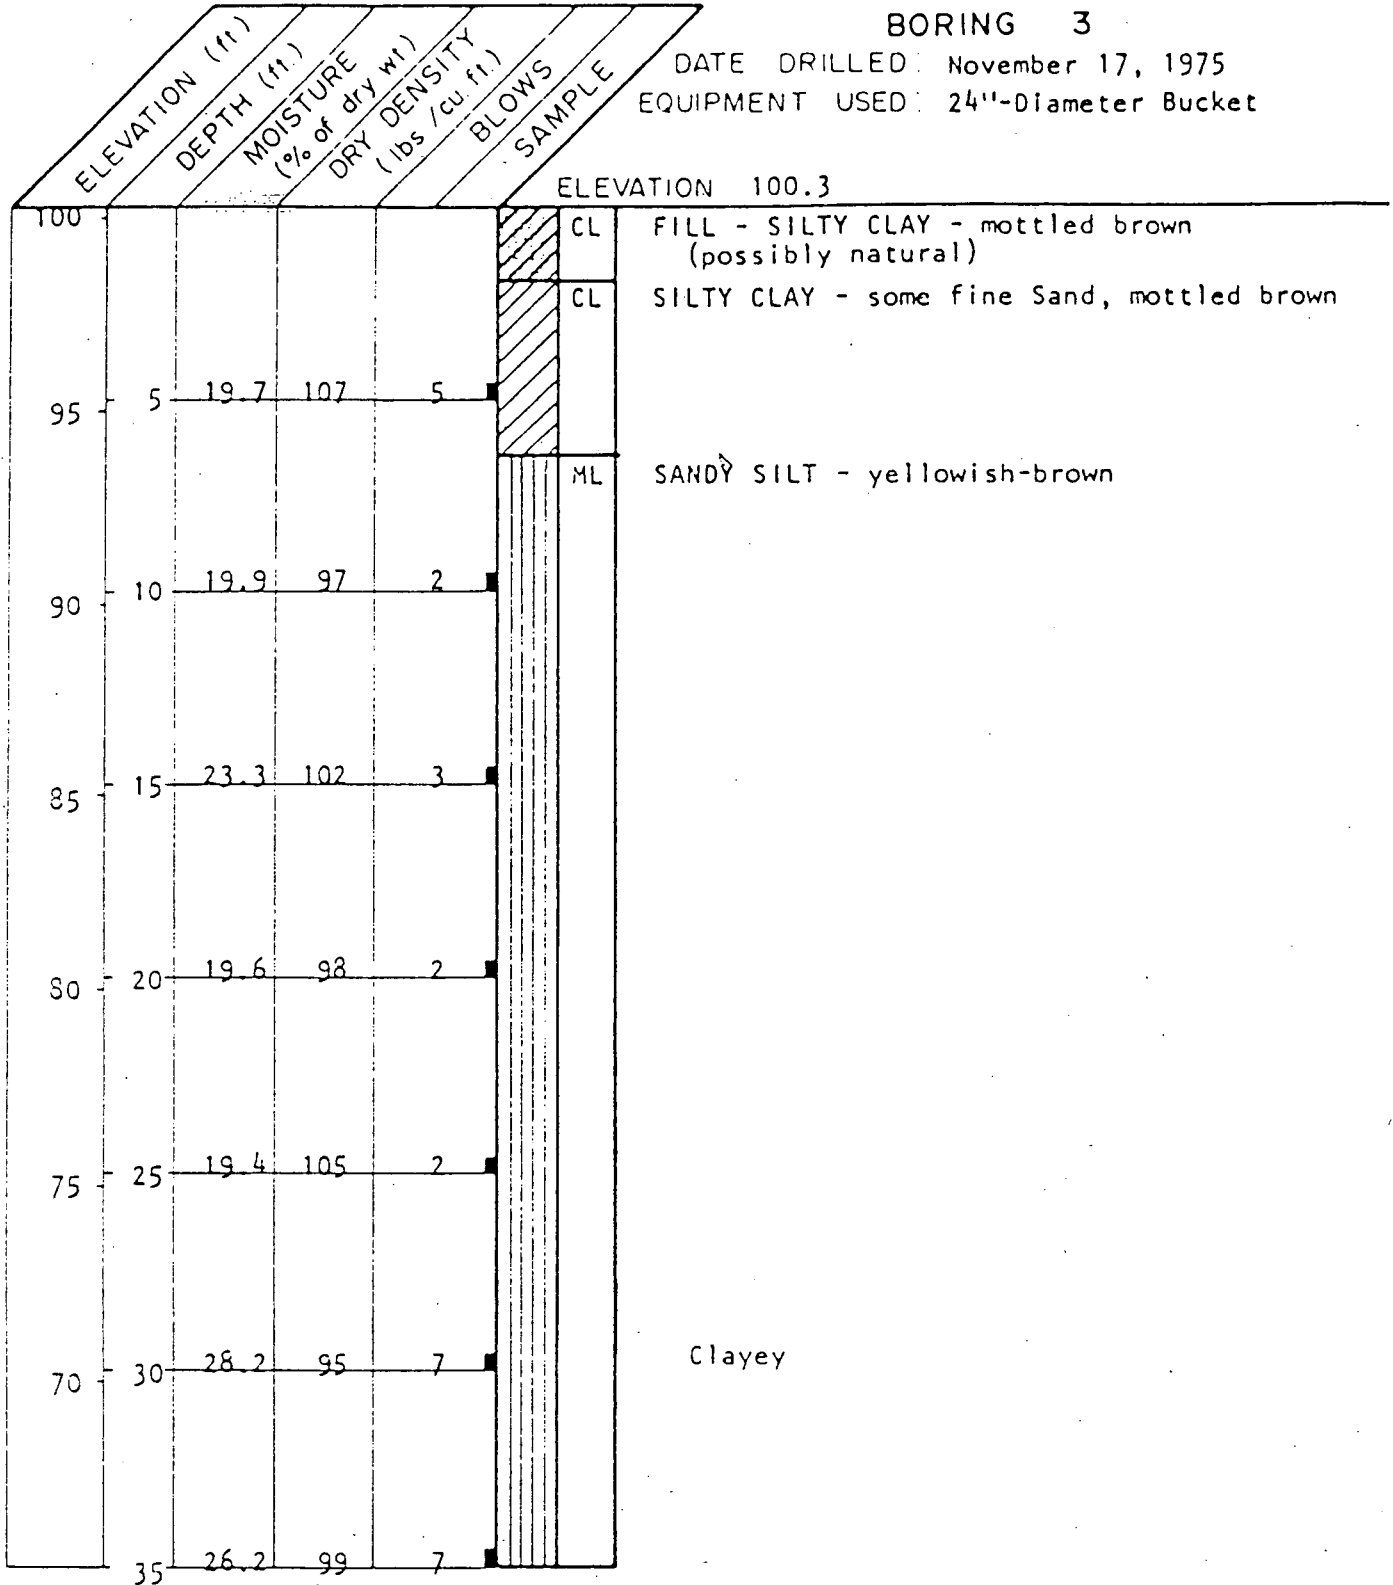 BORING 3
DATE DRILLED: November 17, 1975
EQUIPMENT USED: 24"-Diameter Bucket
ELEVATION (ft)
DEPTH (ft.)
MOISTURE
(% of dry wt)
DRY DENSITY
(lbs /cu. ft.)
BLOWS
SAMPLE
ELEVATION 100.3
100 CL FILL - SILTY CLAY - mottled brown
(possibly natural)
CL SILTY CLAY - some fine Sand, mottled brown
5 19.7 107 5
95
ML SANDY SILT - yellowish-brown
10 19.9 97 2
90
15 23.3 102 3
85
20 19.6 98 2
80
25 19.4 105 2
75
Clayey
30 28.2 95 7
70
35 26.2 99 7